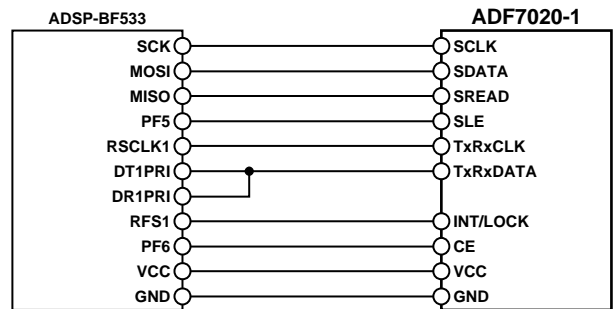 ADSP-BF533 ADF7020-1
SCK SCLK
MOSI SDATA
MISO SREAD
PF5 SLE
RSCLK1 TxRxCLK
DT1PRI TxRxDATA
DR1PRI
RFS1 INT/LOCK
PF6 CE
VCC VCC
GND GND